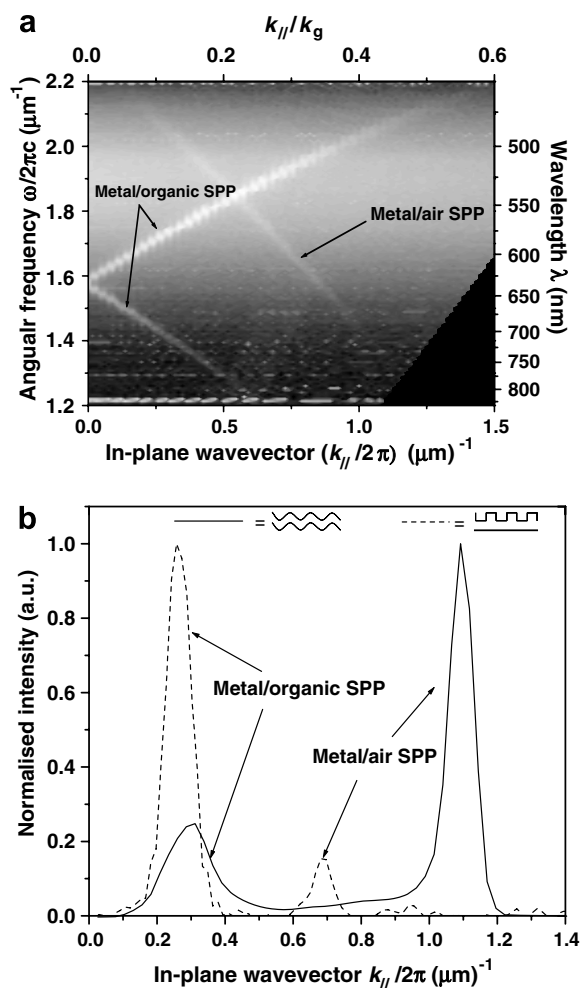 a
k///kg
0.0 0.2 0.4 0.6
2.2
2.0
1.8
1.6
1.4
1.2
Angualr frequency ω/2πc (μm-1)
500
550
600
650
700
750
800
Wavelength λ (nm)
Metal/organic SPP
Metal/air SPP
0.0 0.5 1.0 1.5
In-plane wavevector (k///2π) (μm)-1
b
=
=
1.0
0.8
0.6
0.4
0.2
0.0
Normalised intensity (a.u.)
Metal/organic SPP
Metal/air SPP
0.0 0.2 0.4 0.6 0.8 1.0 1.2 1.4
In-plane wavevector k///2π (μm)-1